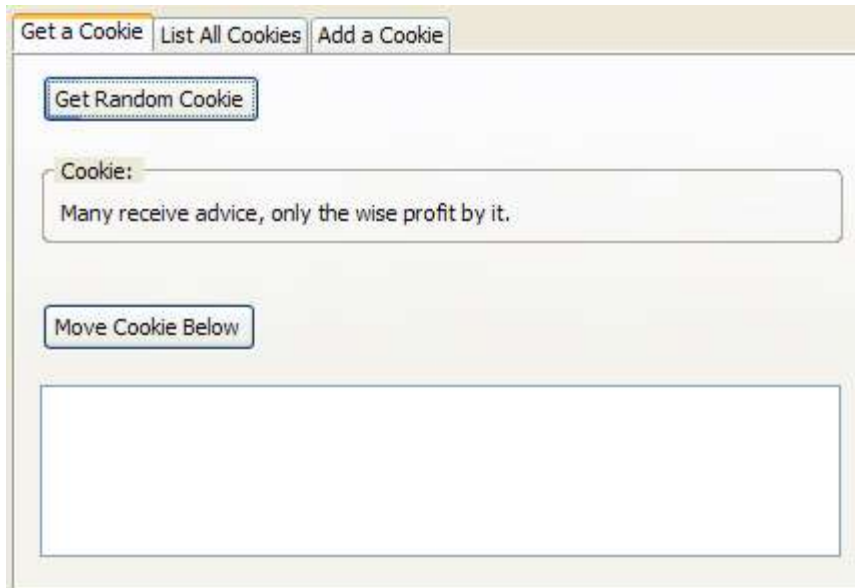 Get a Cookie List All Cookies Add a Cookie
Get Random Cookie
Cookie:
Many receive advice, only the wise profit by it.
Move Cookie Below